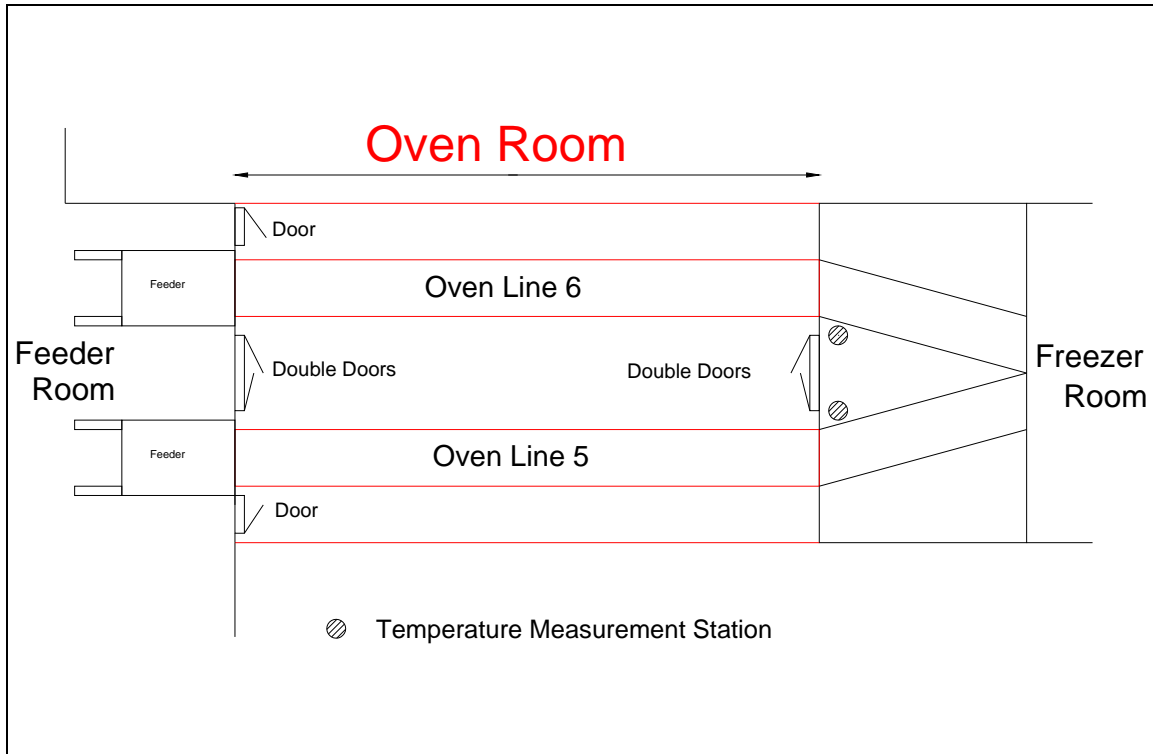 Oven Room
Door
Feeder
Oven Line 6
Feeder
Room
Double Doors
Double Doors
Freezer
Room
Feeder
Oven Line 5
Door
Temperature Measurement Station